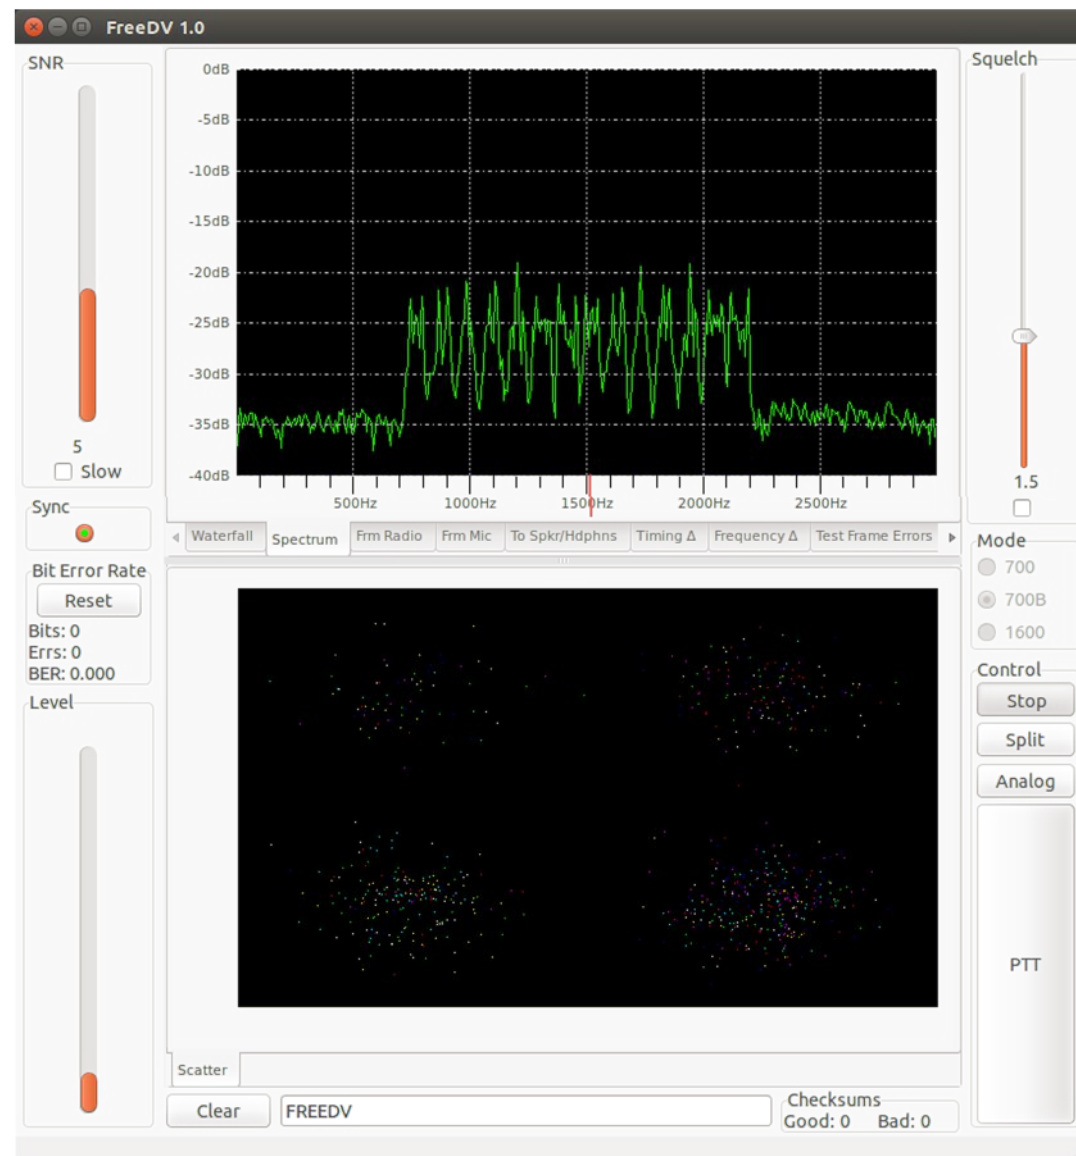 FreeDV 1.0
SNR
5
Slow
Sync
Bit Error Rate
Reset
Bits: 0
Errs: 0
BER: 0.000
Level
0dB
-5dB
-10dB
-15dB
-20dB
-25dB
-30dB
-35dB
-40dB
500Hz 1000Hz 1500Hz 2000Hz 2500Hz
Waterfall Spectrum Frm Radio Frm Mic To Spkr/Hdphns Timing Δ Frequency Δ Test Frame Errors
Scatter
Clear FREEDV
Checksums
Good: 0 Bad: 0
Squelch
1.5
Mode
700
700B
1600
Control
Stop
Split
Analog
PTT